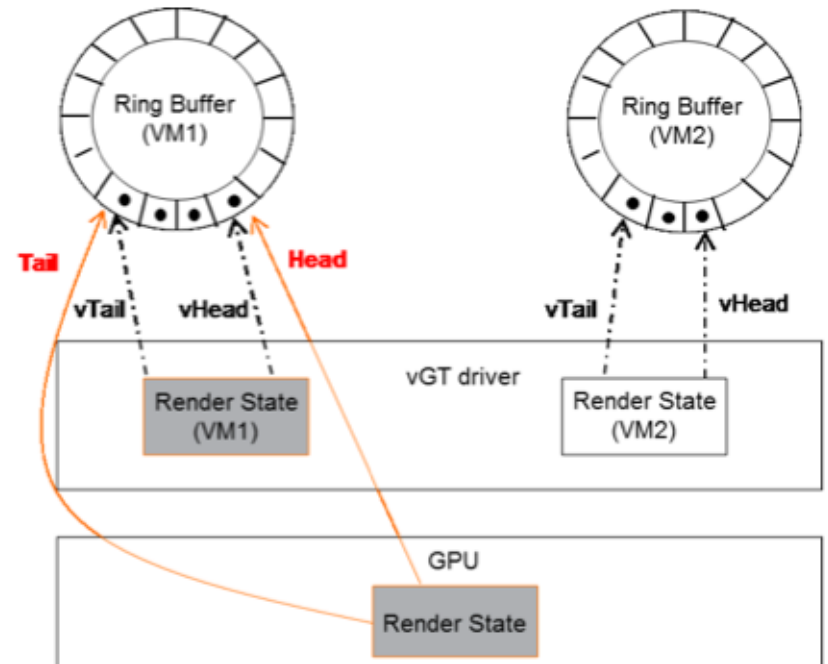 Ring Buffer
(VM1)
Ring Buffer
(VM2)
Tail
Head
vTail
vHead
vTail
vHead
vGT driver
Render State
(VM1)
Render State
(VM2)
GPU
Render State